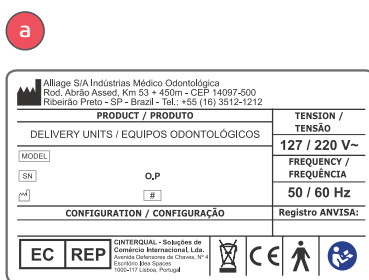 a
Alliage S/A Indústrias Médico Odontológica
Rod. Abrão Assed, Km 53 + 450m - CEP 14097-500
Ribeirão Preto - SP - Brazil - Tel.: +55 (16) 3512-1212
PRODUCT / PRODUTO
DELIVERY UNITS / EQUIPOS ODONTOLÓGICOS
TENSION /
TENSÃO
127 / 220 V~
MODEL
FREQUENCY /
FREQUÊNCIA
SN
O.P
#
50 / 60 Hz
CONFIGURATION / CONFIGURAÇÃO
Registro ANVISA:
EC REP
CINTERQUAL - Soluções de
Comércio Internacional, Lda.
Avenida Defensores de Chaves, Nº 4
Escritório Idea Spaces
1000-117 Lisboa, Portugal
CE